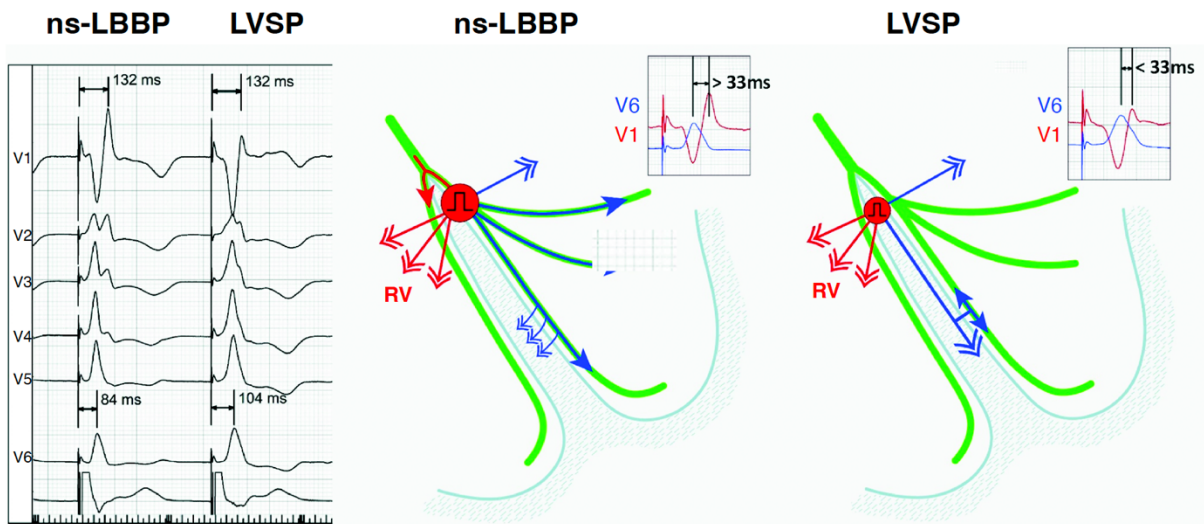 ns-LBBP LVSP
132 ms 132 ms
V1
V2
V3
V4
V5
84 ms 104 ms
V6
ns-LBBP
> 33ms
V6
V1
RV
LVSP
< 33ms
V6
V1
RV